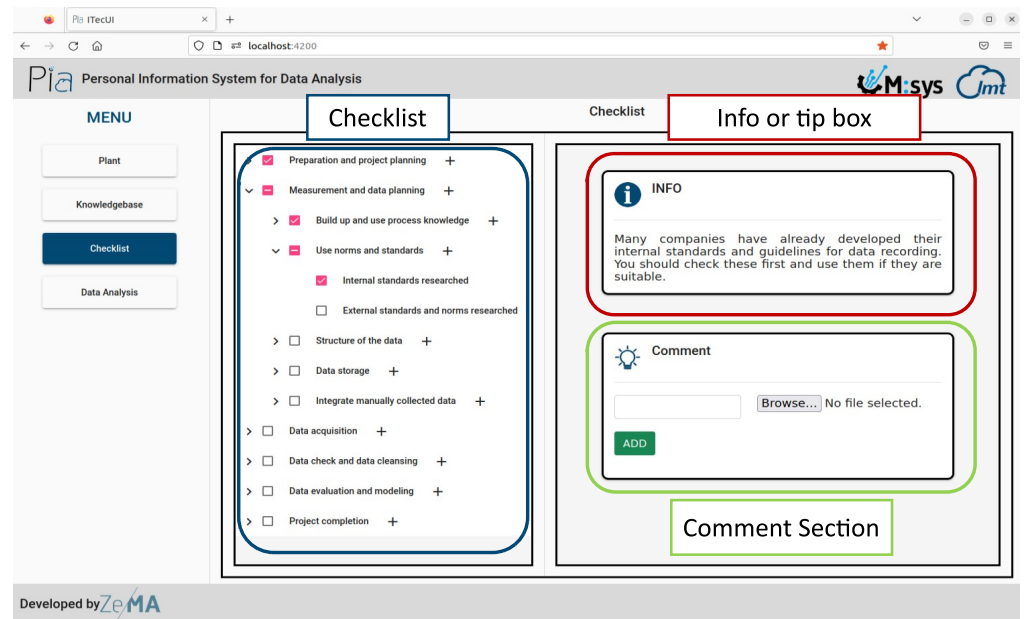 Pia ITecUI
localhost:4200
Pia Personal Information System for Data Analysis
M:sys jmt
MENU
Plant
Knowledgebase
Checklist
Data Analysis
Checklist
Checklist
Info or tip box
Preparation and project planning
Measurement and data planning
Build up and use process knowledge
Use norms and standards
Internal standards researched
External standards and norms researched
Structure of the data
Data storage
Integrate manually collected data
Data acquisition
Data check and data cleansing
Data evaluation and modeling
Project completion
INFO
Many companies have already developed their
internal standards and guidelines for data recording.
You should check these first and use them if they are
suitable.
Comment
Browse... No file selected.
ADD
Comment Section
Developed by ZeMA